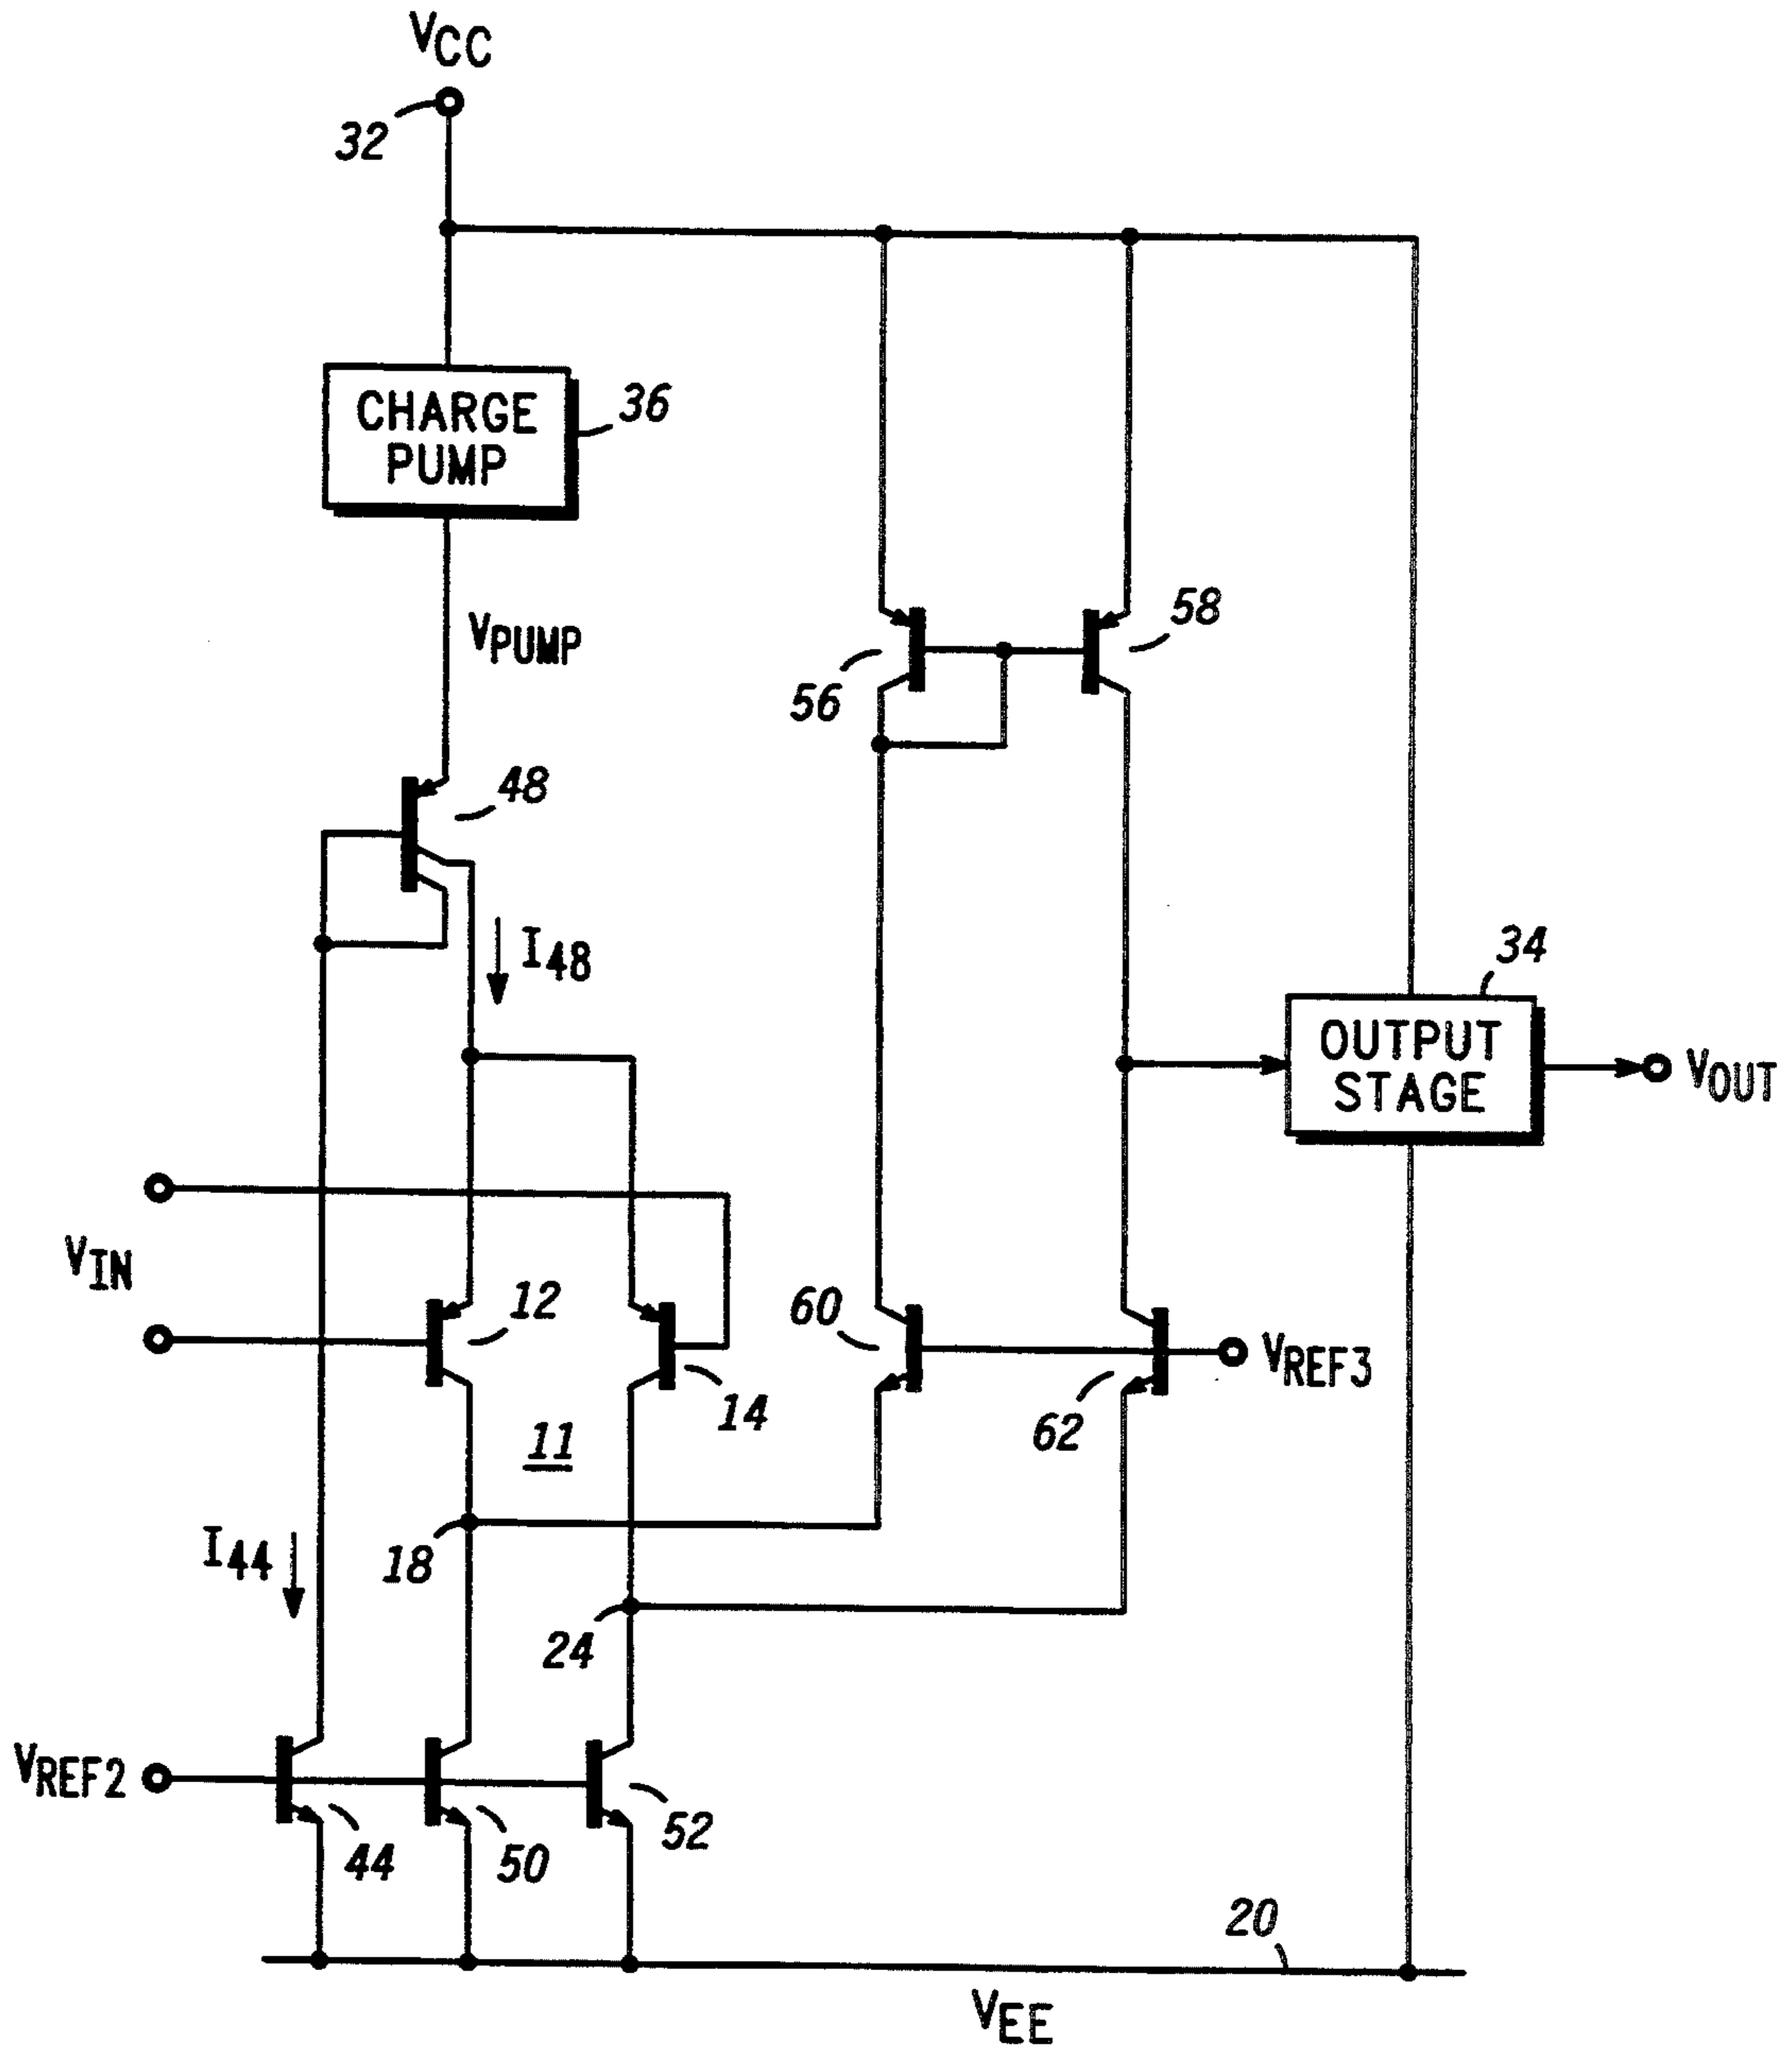 VCC
32
CHARGE
PUMP
36
VPUMP
58
56
48
I48
34
OUTPUT
STAGE
VOUT
VIN
12
60
VREF3
14
62
11
I44
18
24
VREF2
52
44
50
20
VEE